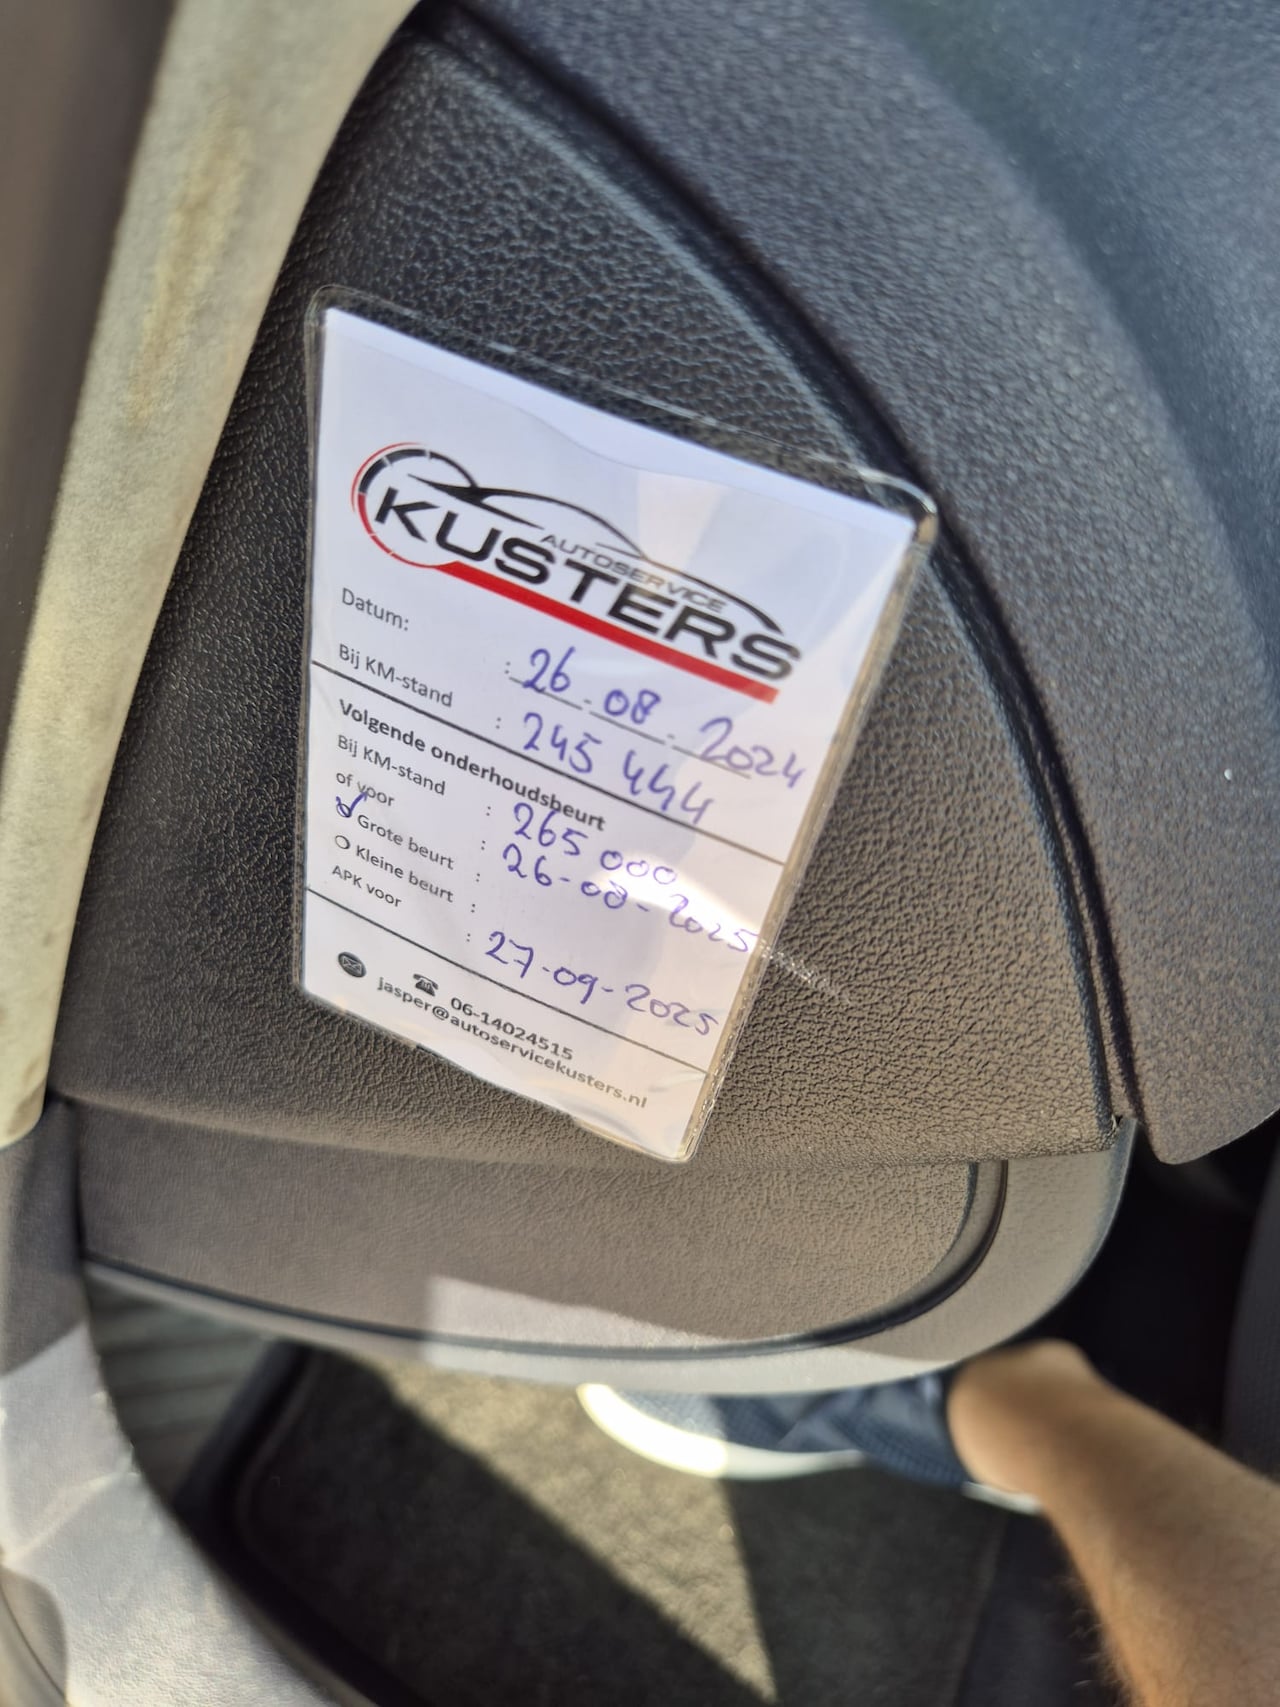 AUTOSERVICE
KUSTERS
Datum: : 26-08-2024
Bij KM-stand : 245 444
Volgende onderhoudsbeurt
Bij KM-stand : 265 000
of voor : 26-08-2025
Grote beurt :
Kleine beurt :
APK voor : 27-09-2025
06-14024515
jasper@autoservicekusters.nl